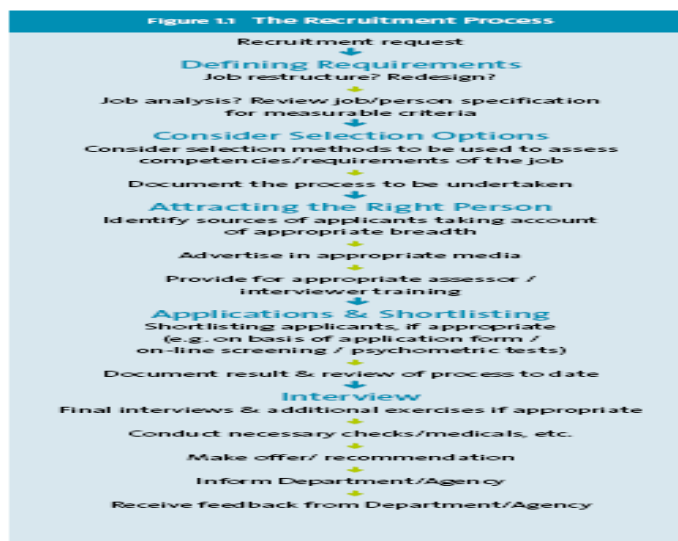 Figure 1.1 The Recruitment Process
Recruitment request
Defining Requirements
Job restructure? Redesign?
Job analysis? Review job/person specification
for measurable criteria
Consider Selection Options
Consider selection methods to be used to assess
competencies/requirements of the job
Document the process to be undertaken
Attracting the Right Person
Identify sources of applicants taking account
of appropriate breadth
Advertise in appropriate media
Provide for appropriate assessor /
interviewer training
Applications & Shortlisting
Shortlisting applicants, if appropriate
(e.g. on basis of application form /
on-line screening / psychometric tests)
Document result & review of process to date
Interview
Final interviews & additional exercises if appropriate
Conduct necessary checks/medicals, etc.
Make offer/ recommendation
Inform Department/Agency
Receive feedback from Department/Agency